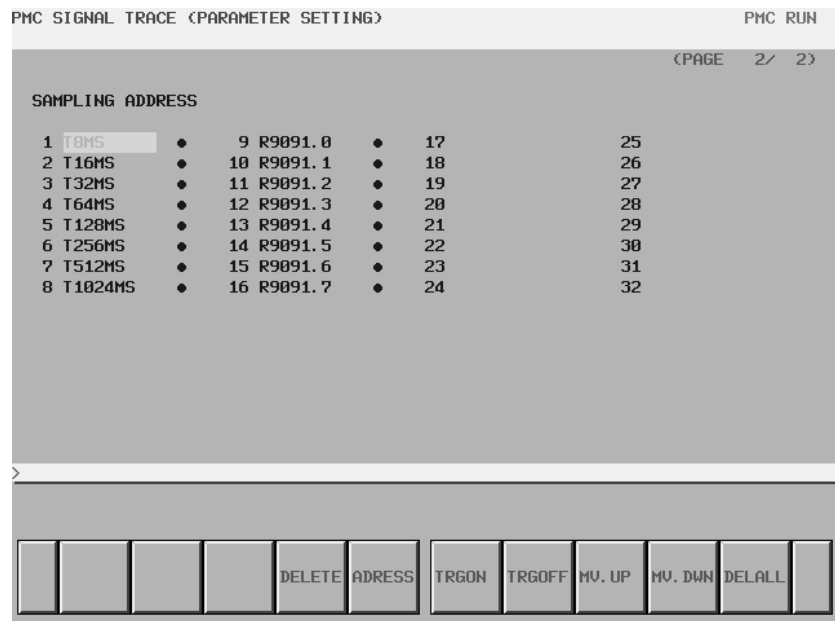 PMC SIGNAL TRACE (PARAMETER SETTING) PMC RUN
(PAGE 2/ 2)
SAMPLING ADDRESS
1 T8MS ● 9 R9091.0 ● 17 25
2 T16MS ● 10 R9091.1 ● 18 26
3 T32MS ● 11 R9091.2 ● 19 27
4 T64MS ● 12 R9091.3 ● 20 28
5 T128MS ● 13 R9091.4 ● 21 29
6 T256MS ● 14 R9091.5 ● 22 30
7 T512MS ● 15 R9091.6 ● 23 31
8 T1024MS ● 16 R9091.7 ● 24 32
>
DELETE ADRESS TRGON TRGOFF MV.UP MV.DWN DELALL